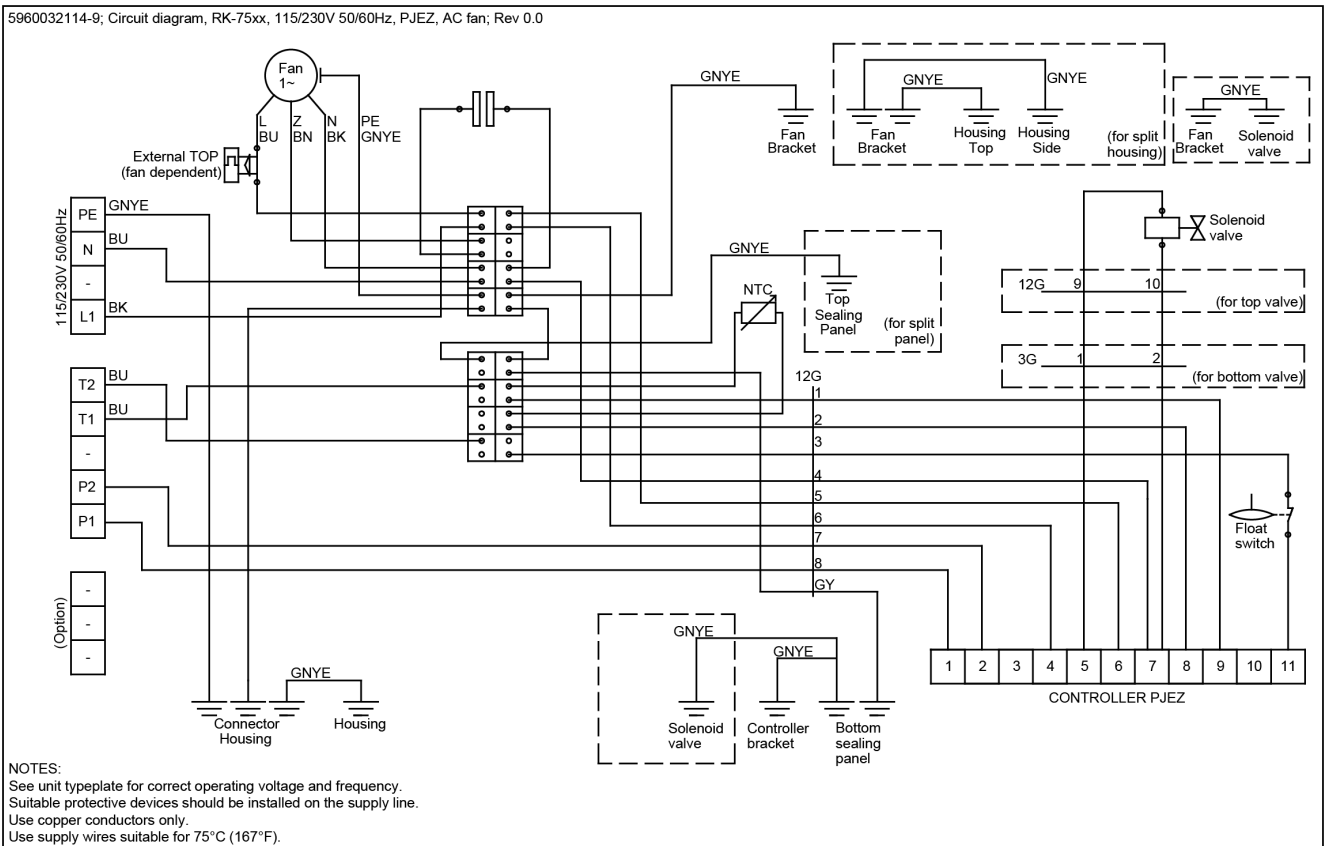 5960032114-9; Circuit diagram, RK-75xx, 115/230V 50/60Hz, PJEZ, AC fan; Rev 0.0
Fan
1~
L
BU
Z
BN
N
BK
PE
GNYE
External TOP
(fan dependent)
GNYE
Fan
Bracket
GNYE
GNYE
Fan
Bracket
Housing
Top
Housing
Side
(for split
housing)
GNYE
Fan
Bracket
Solenoid
valve
115/230V 50/60Hz
PE
GNYE
N
BU
-
L1
BK
GNYE
Top
Sealing
Panel
(for split
panel)
NTC
Solenoid
valve
12G
9
10
(for top valve)
3G
1
2
(for bottom valve)
T2
BU
T1
BU
-
P2
P1
12G
1
2
3
4
5
6
7
8
GY
Float
switch
(Option)
-
-
-
GNYE
Connector
Housing
Housing
GNYE
GNYE
Solenoid
valve
Controller
bracket
Bottom
sealing
panel
1
2
3
4
5
6
7
8
9
10
11
CONTROLLER PJEZ
NOTES:
See unit typeplate for correct operating voltage and frequency.
Suitable protective devices should be installed on the supply line.
Use copper conductors only.
Use supply wires suitable for 75°C (167°F).